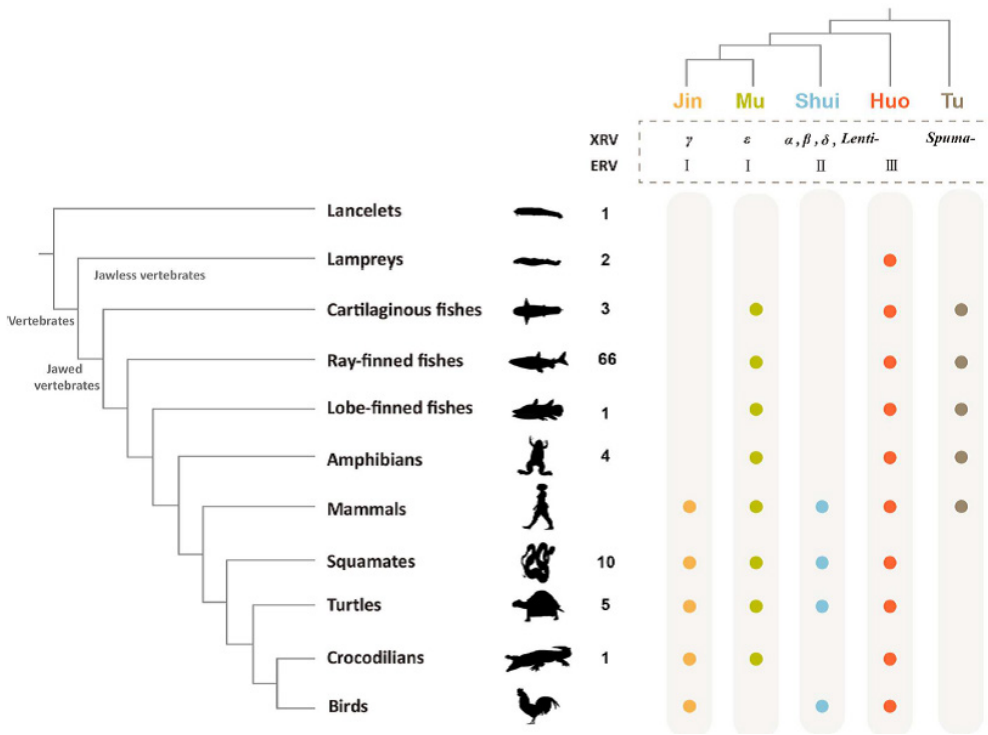 Jin Mu Shui Huo Tu
XRV γ ε α , β , δ , Lenti- Spuma-
ERV I I II III
Lancelets 1
Lampreys 2
Jawless vertebrates
Cartilaginous fishes 3
Vertebrates
Ray-finned fishes 66
Jawed
vertebrates
Lobe-finned fishes 1
Amphibians 4
Mammals
Squamates 10
Turtles 5
Crocodilians 1
Birds